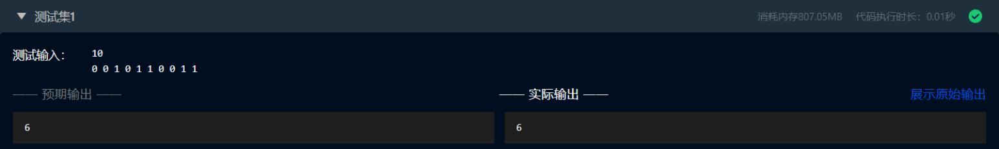 测试集1 消耗内存807.05MB 代码执行时长：0.01秒
测试输入： 10
0 0 1 0 1 1 0 0 1 1
—— 预期输出 —— —— 实际输出 —— 展示原始输出
6 6